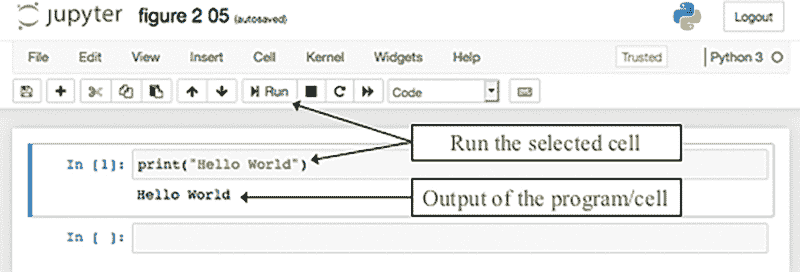 jupyter figure 2 05 (autosaved) Logout
File Edit View Insert Cell Kernel Widgets Help Trusted Python 3
Run Code
Run the selected cell
In [1]: print("Hello World")
Hello World
Output of the program/cell
In [ ]: